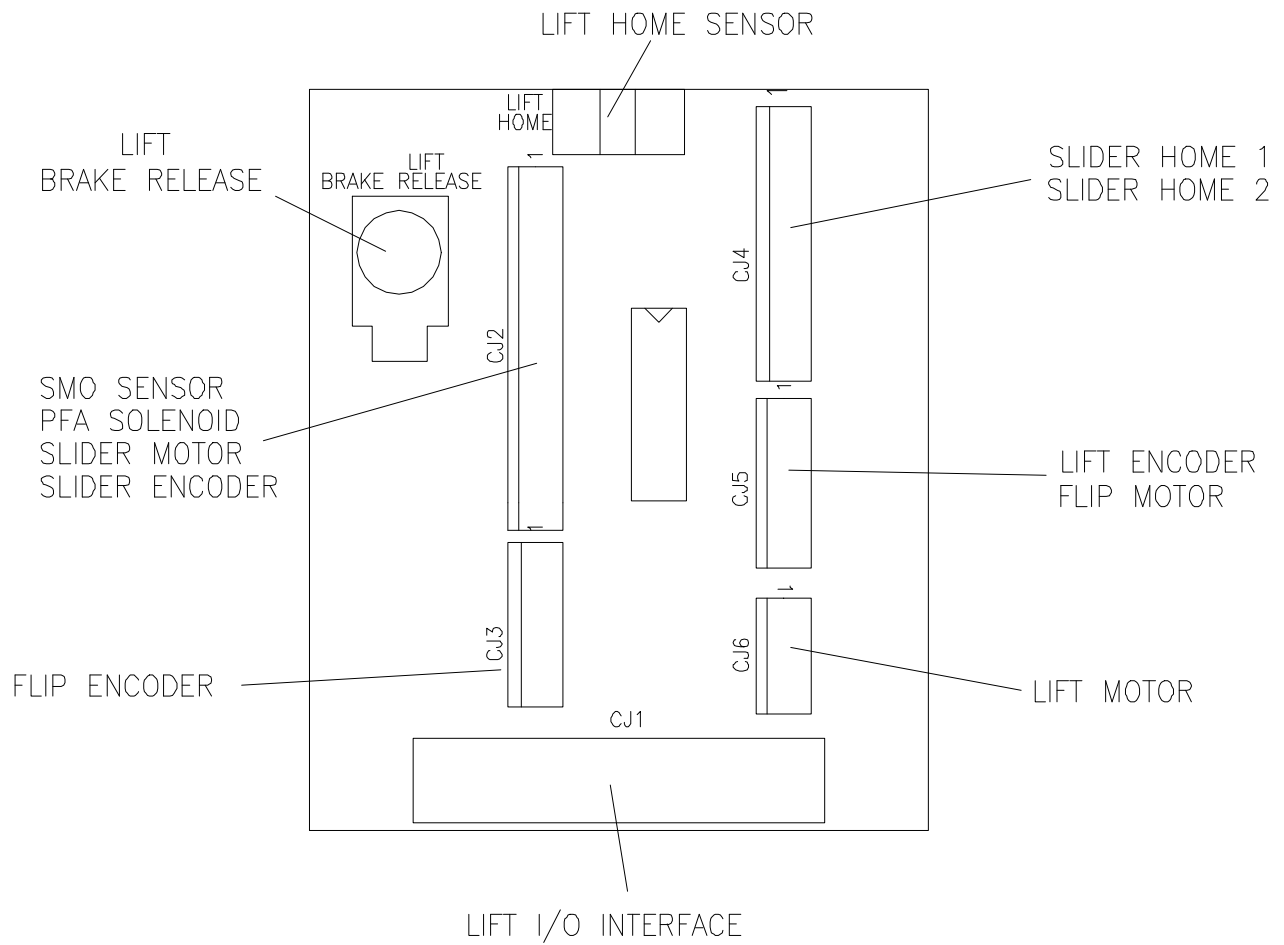 LIFT HOME SENSOR
LIFT
HOME
1
1
LIFT
BRAKE RELEASE
LIFT
BRAKE RELEASE
SLIDER HOME 1
SLIDER HOME 2
CJ4
CJ2
SMO SENSOR
PFA SOLENOID
SLIDER MOTOR
SLIDER ENCODER
1
CJ5
LIFT ENCODER
FLIP MOTOR
1
1
CJ3
CJ6
FLIP ENCODER
LIFT MOTOR
CJ1
LIFT I/O INTERFACE